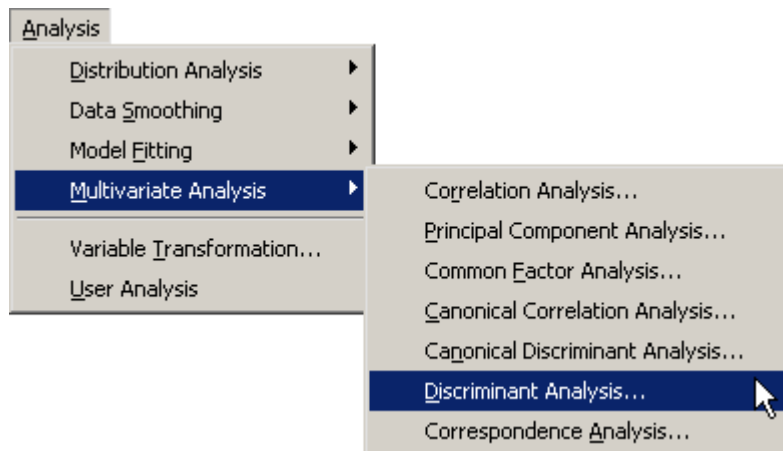 Analysis
Distribution Analysis
Data Smoothing
Model Fitting
Multivariate Analysis
Variable Transformation...
User Analysis
Correlation Analysis...
Principal Component Analysis...
Common Factor Analysis...
Canonical Correlation Analysis...
Canonical Discriminant Analysis...
Discriminant Analysis...
Correspondence Analysis...